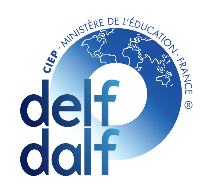 CIEP - MINISTÈRE DE L'ÉDUCATION - FRANCE
®
delf
dalf